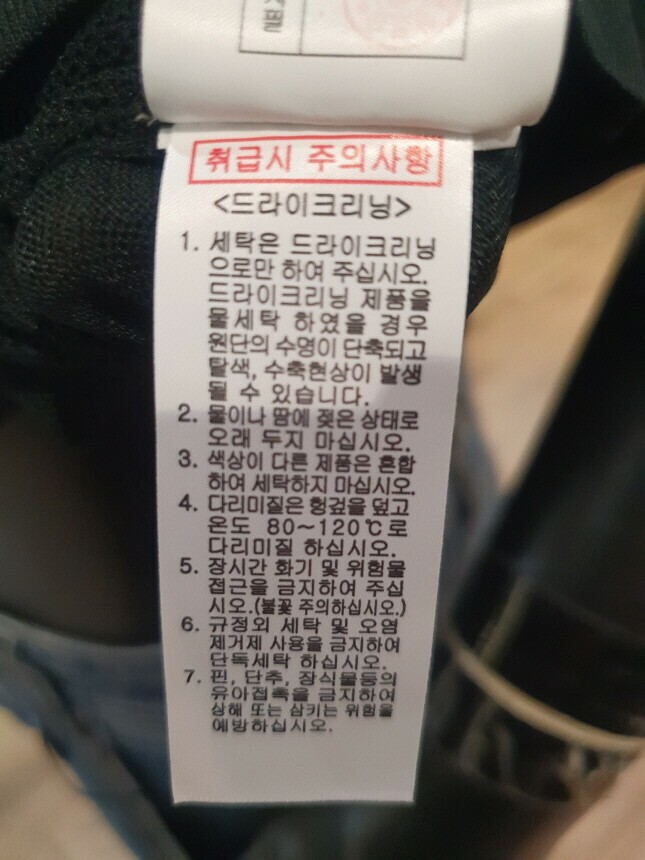 취급시 주의사항
<드라이크리닝>
1. 세탁은 드라이크리닝
으로만 하여 주십시오.
드라이크리닝 제품을
물세탁 하였을 경우
원단의 수명이 단축되고
탈색, 수축현상이 발생
될 수 있습니다.
2. 물이나 땀에 젖은 상태로
오래 두지 마십시오.
3. 색상이 다른 제품은 혼합
하여 세탁하지 마십시오.
4. 다리미질은 헝겊을 덮고
온도 80~120℃로
다리미질 하십시오.
5. 장시간 화기 및 위험물
접근을 금지하여 주십
시오.(불꽃 주의하십시오.)
6. 규정외 세탁 및 오염
제거제 사용을 금지하여
단독세탁 하십시오.
7. 핀, 단추, 장식물등의
유아접촉을 금지하여
상해 또는 삼키는 위험을
예방하십시오.